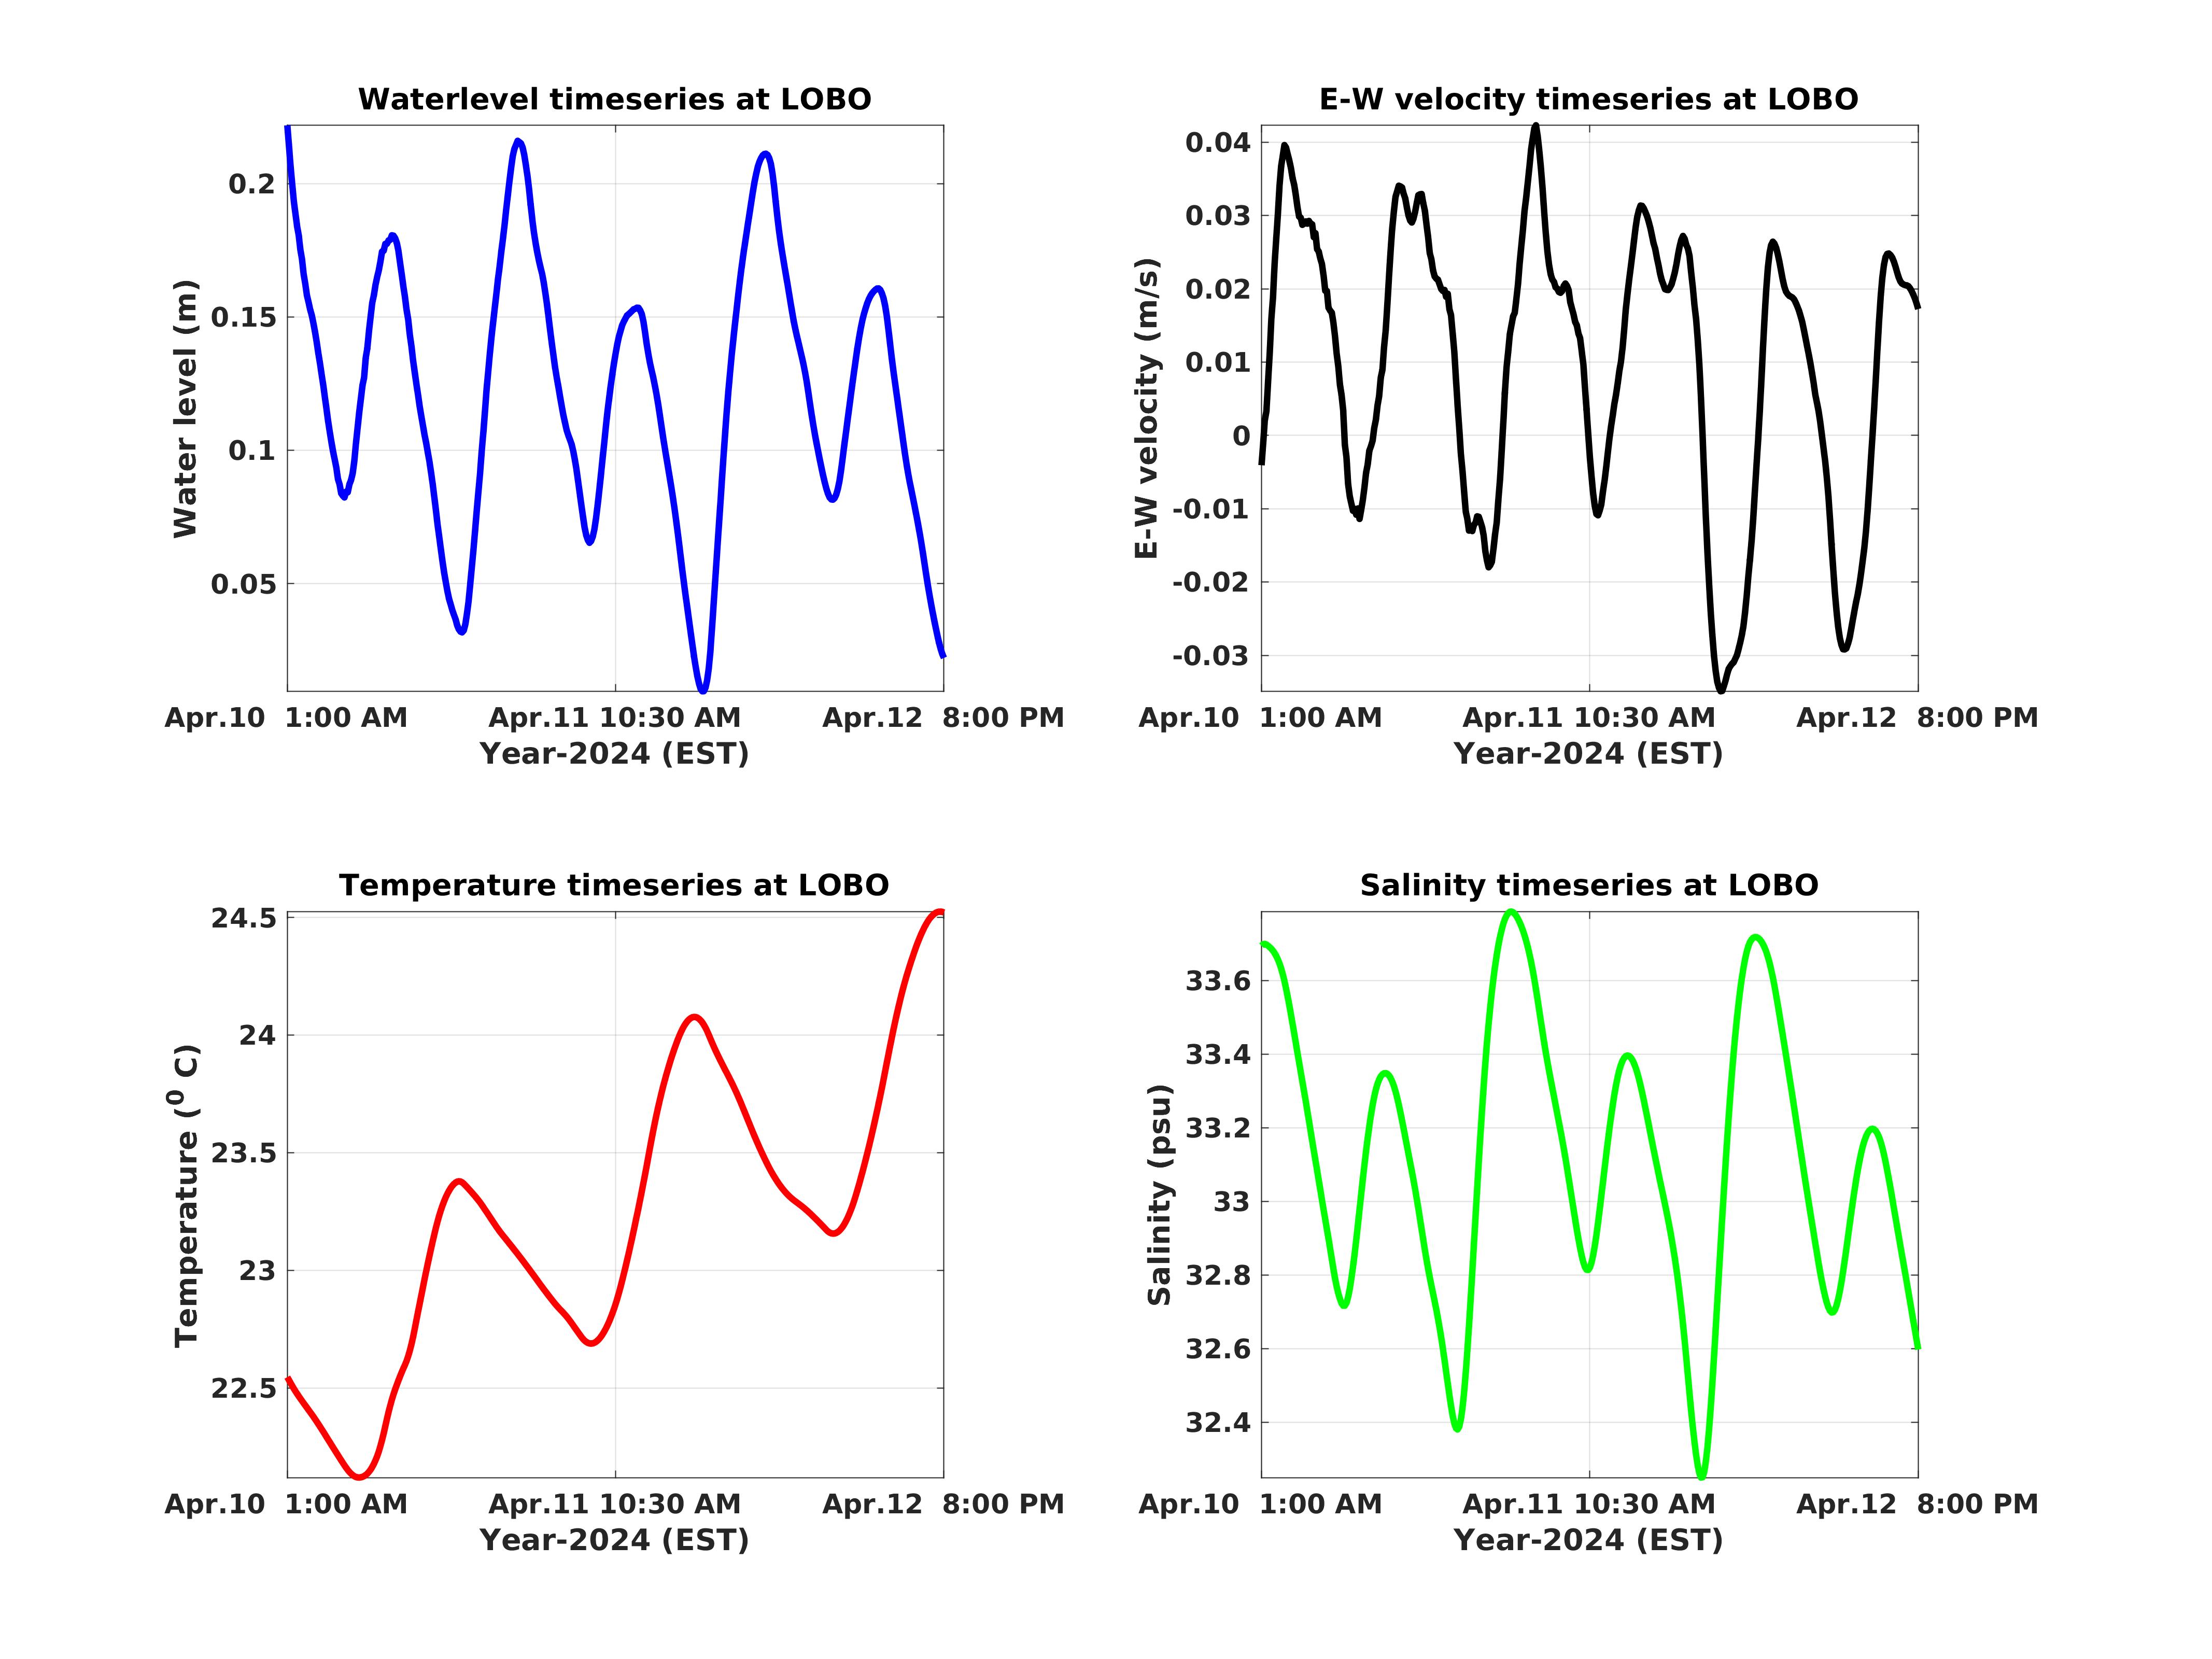 Waterlevel timeseries at LOBO
Water level (m)
0.2
0.15
0.1
0.05
Apr.10 1:00 AM Apr.11 10:30 AM Apr.12 8:00 PM
Year-2024 (EST)
E-W velocity timeseries at LOBO
E-W velocity (m/s)
0.04
0.03
0.02
0.01
0
-0.01
-0.02
-0.03
Apr.10 1:00 AM Apr.11 10:30 AM Apr.12 8:00 PM
Year-2024 (EST)
Temperature timeseries at LOBO
Temperature (⁰ C)
24.5
24
23.5
23
22.5
Apr.10 1:00 AM Apr.11 10:30 AM Apr.12 8:00 PM
Year-2024 (EST)
Salinity timeseries at LOBO
Salinity (psu)
33.6
33.4
33.2
33
32.8
32.6
32.4
Apr.10 1:00 AM Apr.11 10:30 AM Apr.12 8:00 PM
Year-2024 (EST)